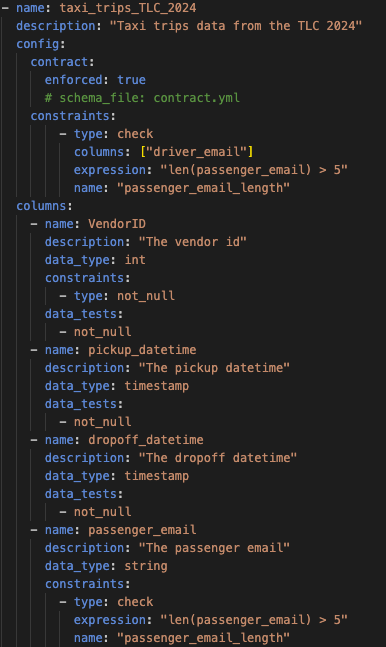 - name: taxi_trips_TLC_2024
  description: "Taxi trips data from the TLC 2024"
  config:
    contract:
      enforced: true
      # schema_file: contract.yml
    constraints:
        - type: check
          columns: ["driver_email"]
          expression: "len(passenger_email) > 5"
          name: "passenger_email_length"
  columns:
    - name: VendorID
      description: "The vendor id"
      data_type: int
      constraints:
        - type: not_null
      data_tests:
        - not_null
    - name: pickup_datetime
      description: "The pickup datetime"
      data_type: timestamp
      data_tests:
        - not_null
    - name: dropoff_datetime
      description: "The dropoff datetime"
      data_type: timestamp
      data_tests:
        - not_null
    - name: passenger_email
      description: "The passenger email"
      data_type: string
      constraints:
        - type: check
          expression: "len(passenger_email) > 5"
          name: "passenger_email_length"